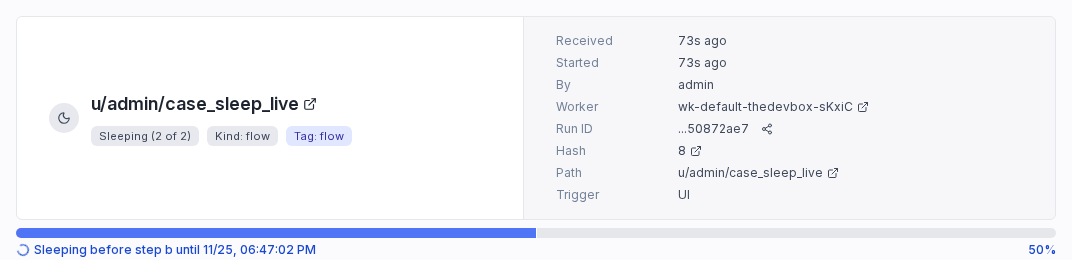 u/admin/case_sleep_live
Sleeping (2 of 2) Kind: flow Tag: flow
Received 73s ago
Started 73s ago
By admin
Worker wk-default-thedevbox-sKxiC
Run ID ...50872ae7
Hash 8
Path u/admin/case_sleep_live
Trigger UI
Sleeping before step b until 11/25, 06:47:02 PM 50%